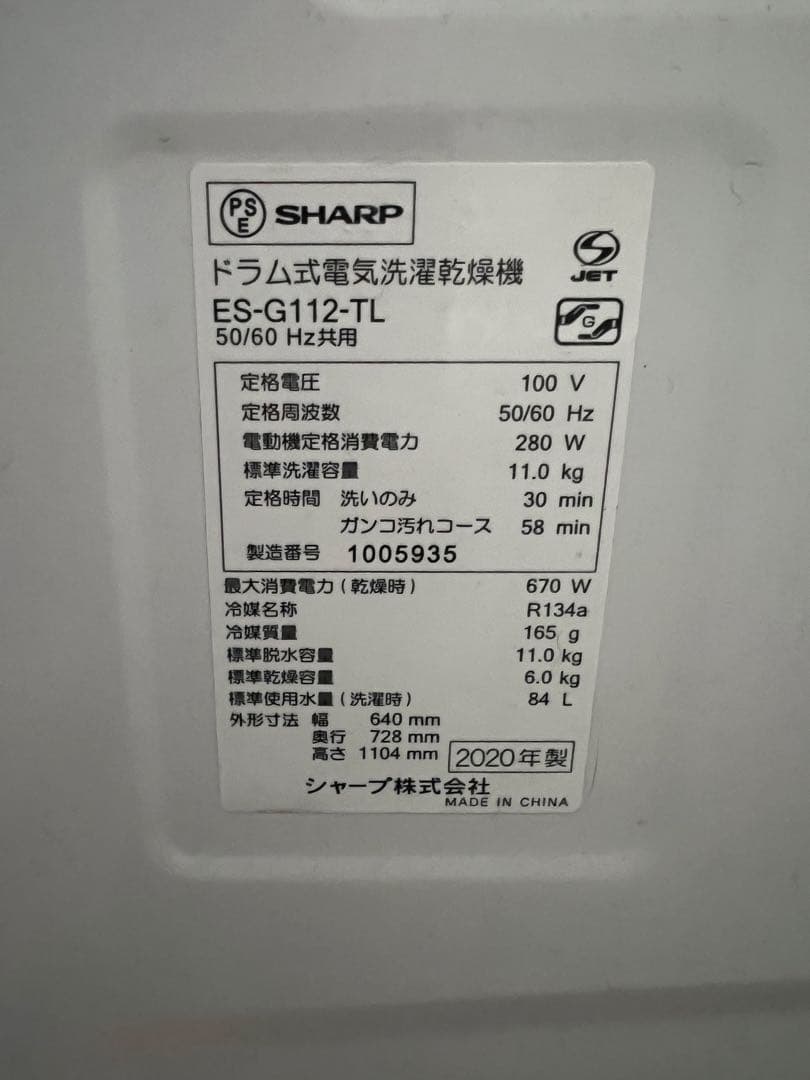 PSE SHARP
JET
ドラム式電気洗濯乾燥機
ES-G112-TL
G
50/60 Hz共用
定格電圧 100 V
定格周波数 50/60 Hz
電動機定格消費電力 280 W
標準洗濯容量 11.0 kg
定格時間 洗いのみ 30 min
ガンコ汚れコース 58 min
製造番号 1005935
最大消費電力(乾燥時) 670 W
冷媒名称 R134a
冷媒質量 165 g
標準脱水容量 11.0 kg
標準乾燥容量 6.0 kg
標準使用水量(洗濯時) 84 L
外形寸法 幅 640 mm
奥行 728 mm
高さ 1104 mm 2020年製
シャープ株式会社
MADE IN CHINA